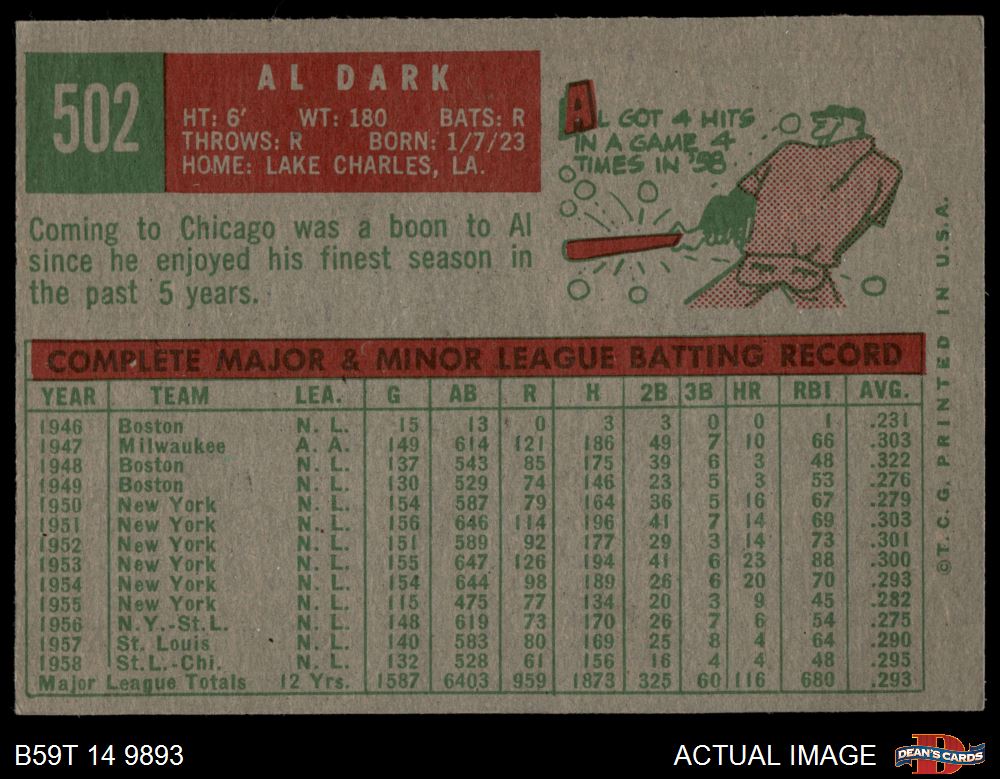 502
AL DARK
HT: 6' WT: 180 BATS: R
THROWS: R BORN: 1/7/23
HOME: LAKE CHARLES, LA.
AL GOT 4 HITS
IN A GAME 4
TIMES IN '58
Coming to Chicago was a boon to Al
since he enjoyed his finest season in
the past 5 years.
COMPLETE MAJOR & MINOR LEAGUE BATTING RECORD
YEAR TEAM LEA. G AB R H 2B 3B HR RBI AVG.
1946 Boston N. L. 15 13 0 3 3 0 0 1 .231
1947 Milwaukee A. A. 149 614 121 186 49 7 10 66 .303
1948 Boston N. L. 137 543 85 175 39 6 3 48 .322
1949 Boston N. L. 130 529 74 146 23 5 3 53 .276
1950 New York N. L. 154 587 79 164 36 5 16 67 .279
1951 New York N. L. 156 646 114 196 41 7 14 69 .303
1952 New York N. L. 151 589 92 177 29 3 14 73 .301
1953 New York N. L. 155 647 126 194 41 6 23 88 .300
1954 New York N. L. 154 644 98 189 26 6 20 70 .293
1955 New York N. L. 115 475 77 134 20 3 9 45 .282
1956 N.Y.-St.L. N. L. 148 619 73 170 26 7 6 54 .275
1957 St. Louis N. L. 140 583 80 169 25 8 4 64 .290
1958 St.L.-Chi. N. L. 132 528 61 156 16 4 4 48 .295
Major League Totals 12 Yrs. 1587 6403 959 1873 325 60 116 680 .293
©T. C. G. PRINTED IN U.S.A.
B59T 14 9893
ACTUAL IMAGE
DEAN'S CARDS